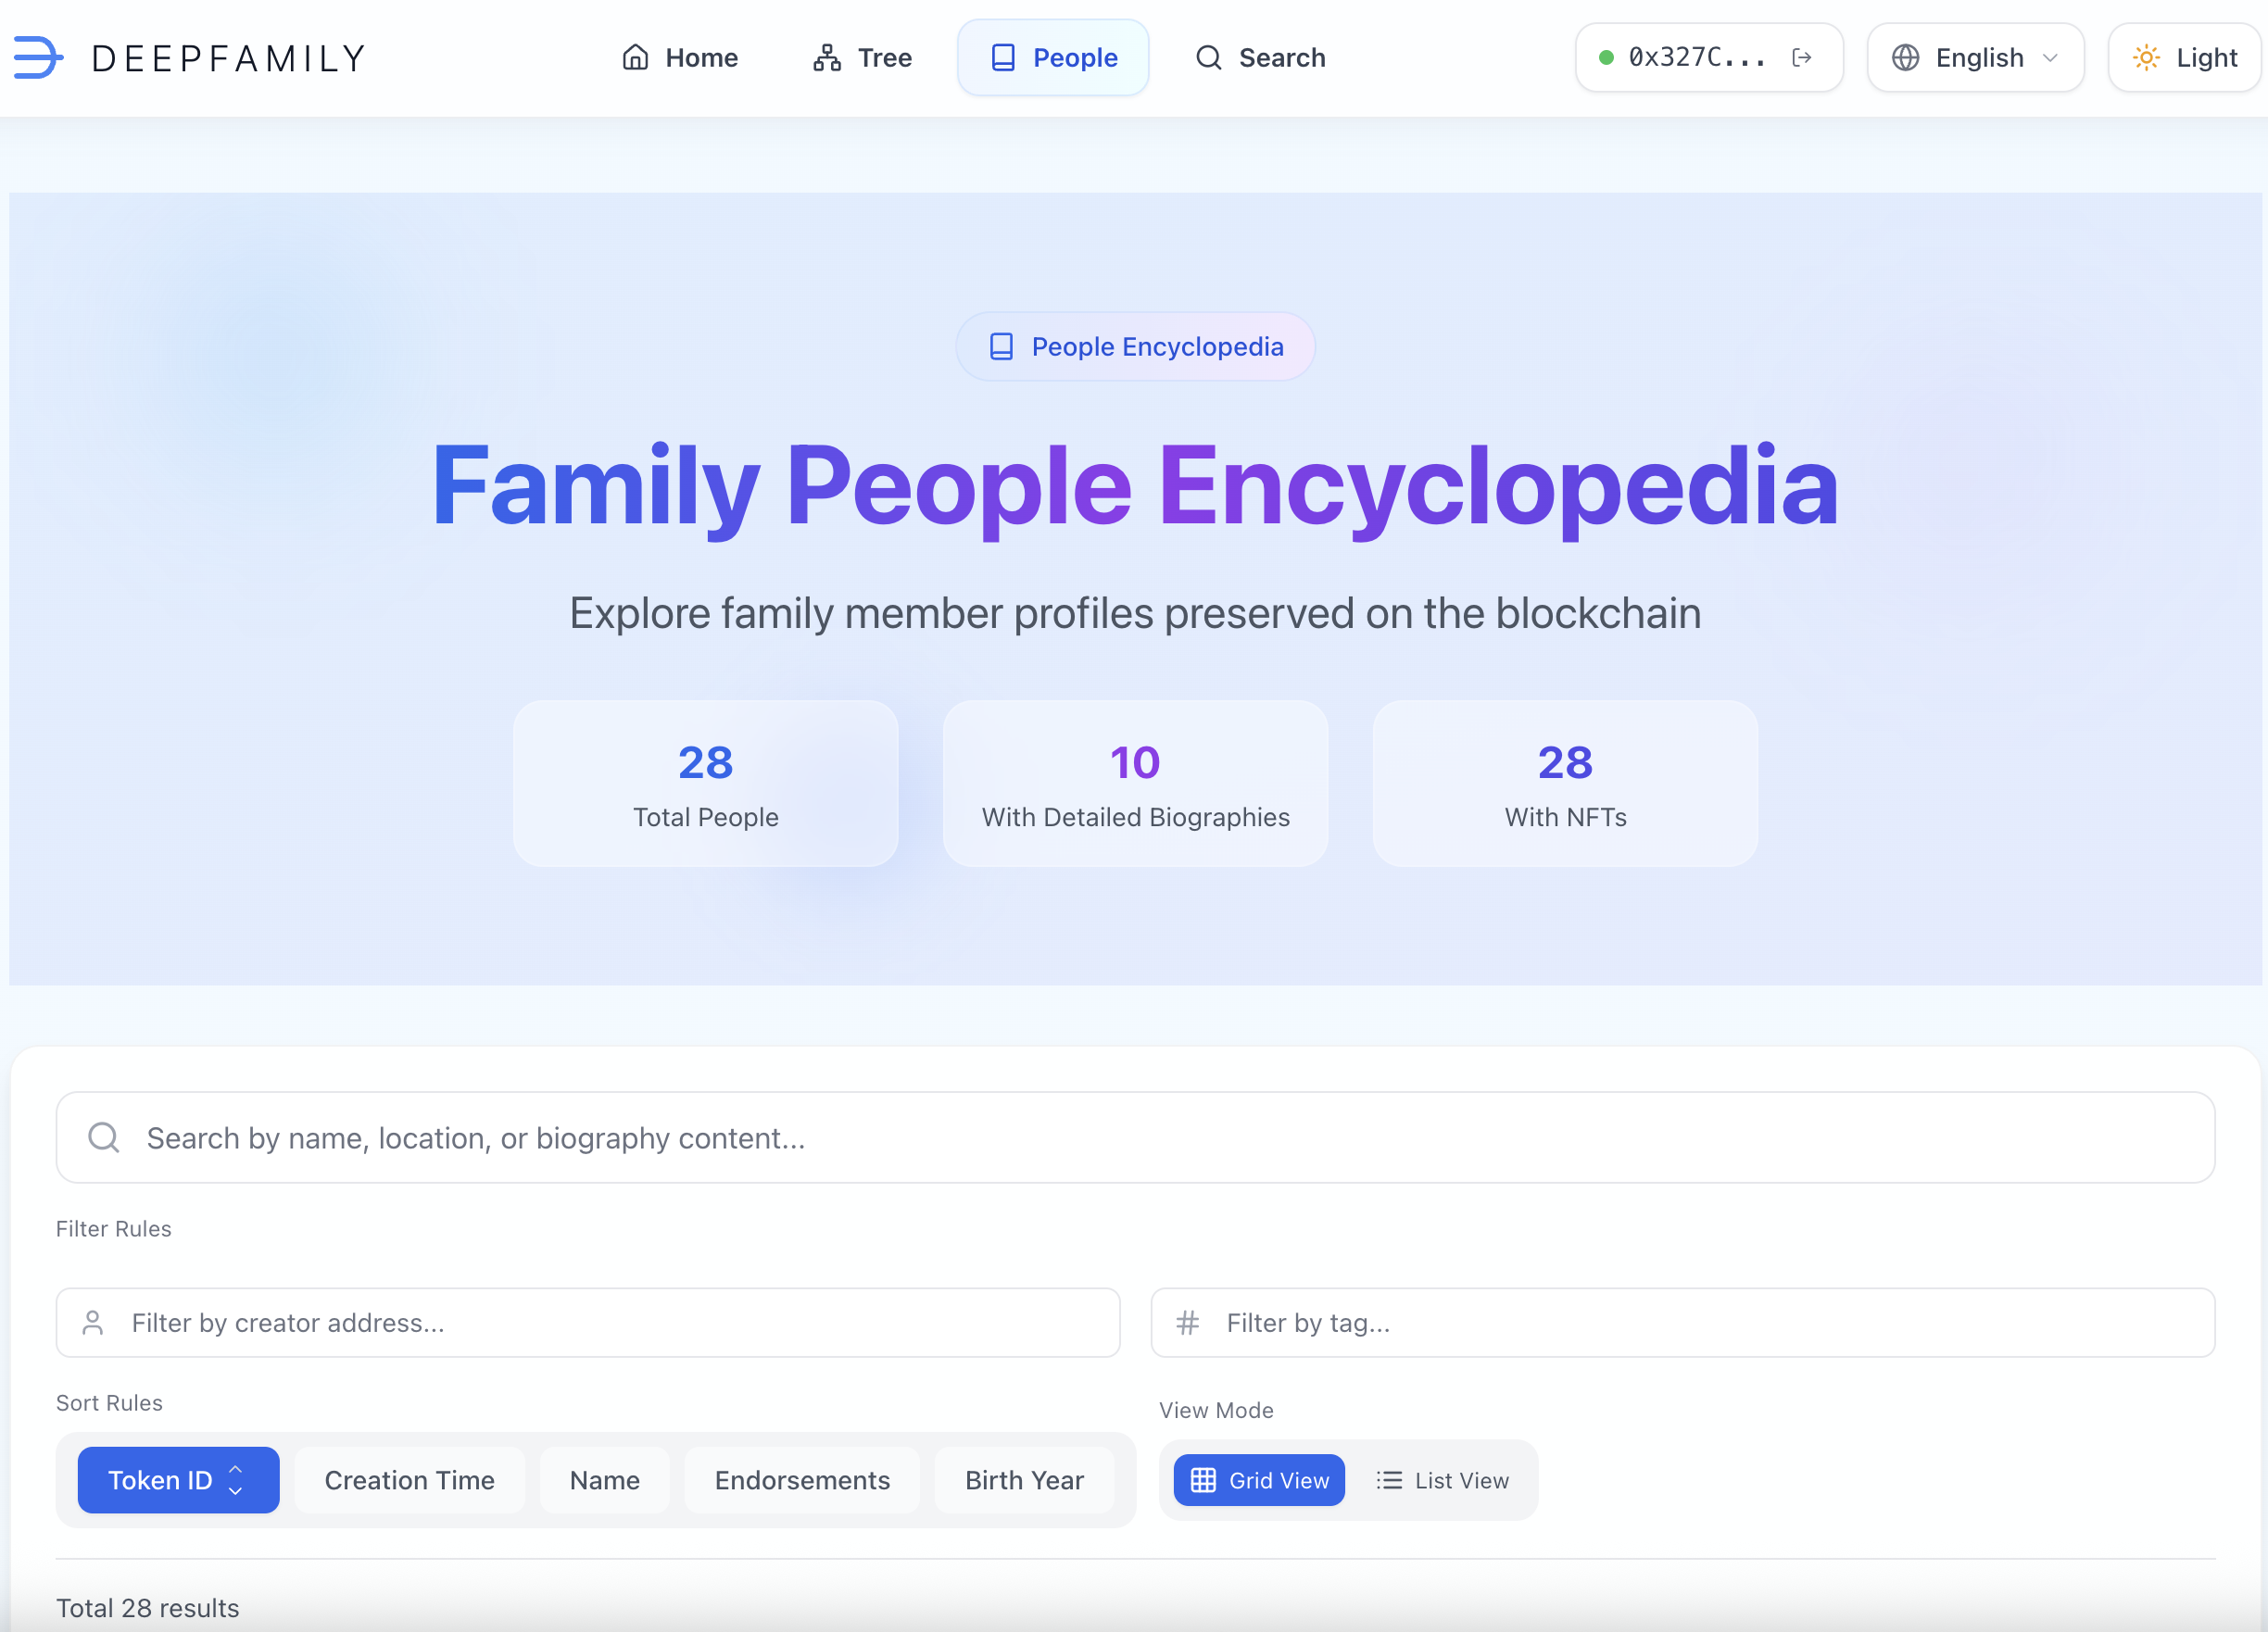 DEEPFAMILY
Home
Tree
People
Search
0x327C...
English
Light
People Encyclopedia
Family People Encyclopedia
Explore family member profiles preserved on the blockchain
28
Total People
10
With Detailed Biographies
28
With NFTs
Search by name, location, or biography content...
Filter Rules
Filter by creator address...
Filter by tag...
Sort Rules
View Mode
Token ID
Creation Time
Name
Endorsements
Birth Year
Grid View
List View
Total 28 results